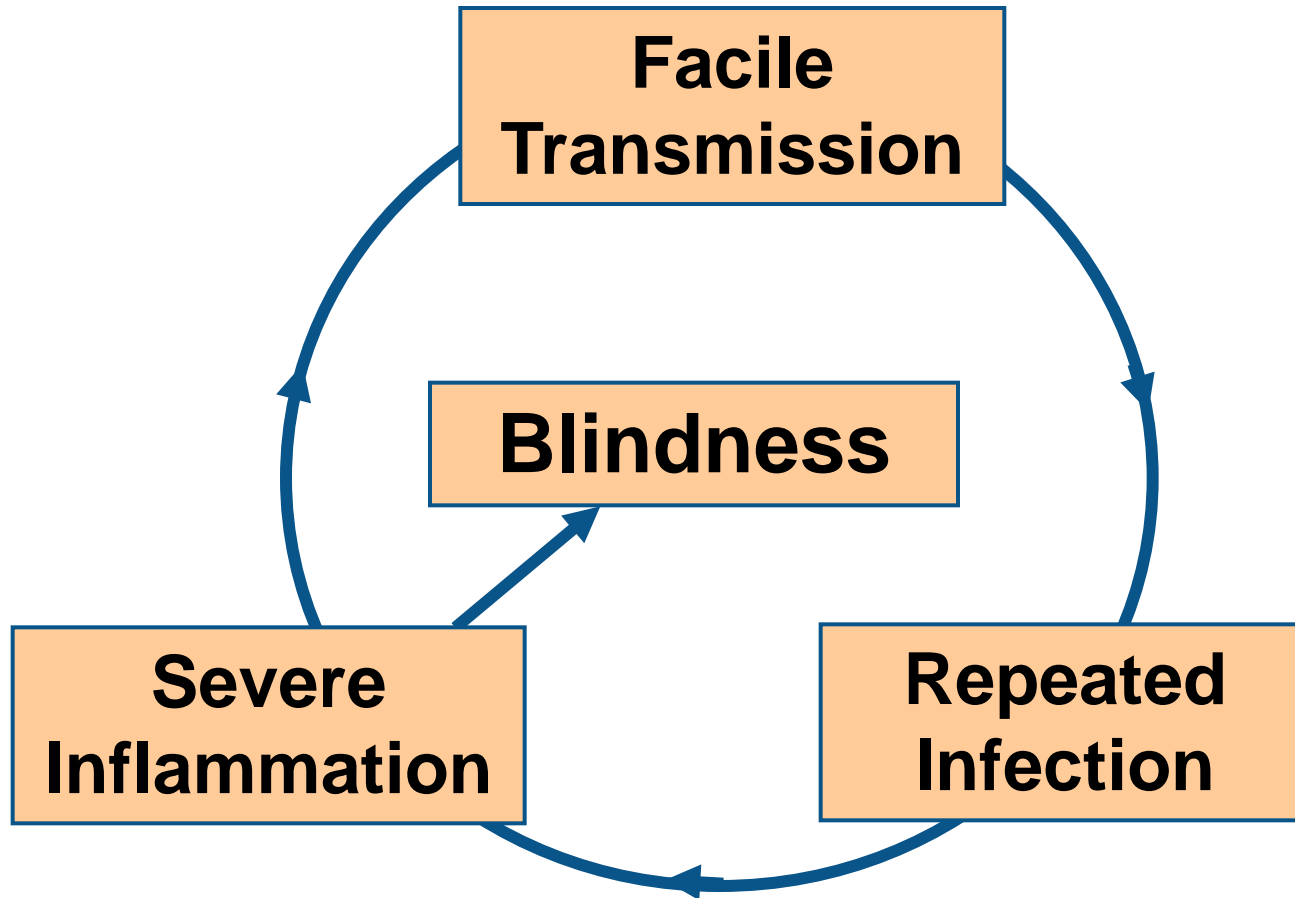 Facile
Transmission
Blindness
Severe
Inflammation
Repeated
Infection